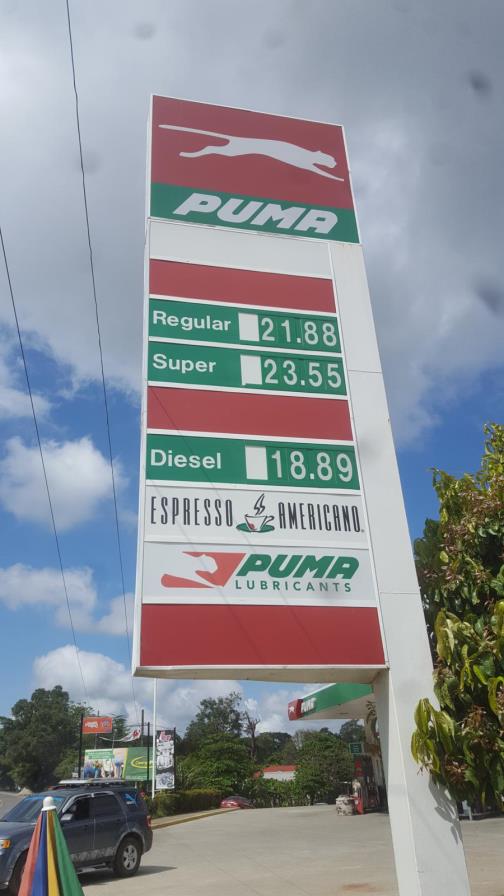 PUMA
Regular 21.88
Super 23.55
Diesel 18.89
ESPRESSO AMERICANO
PUMA
LUBRICANTS